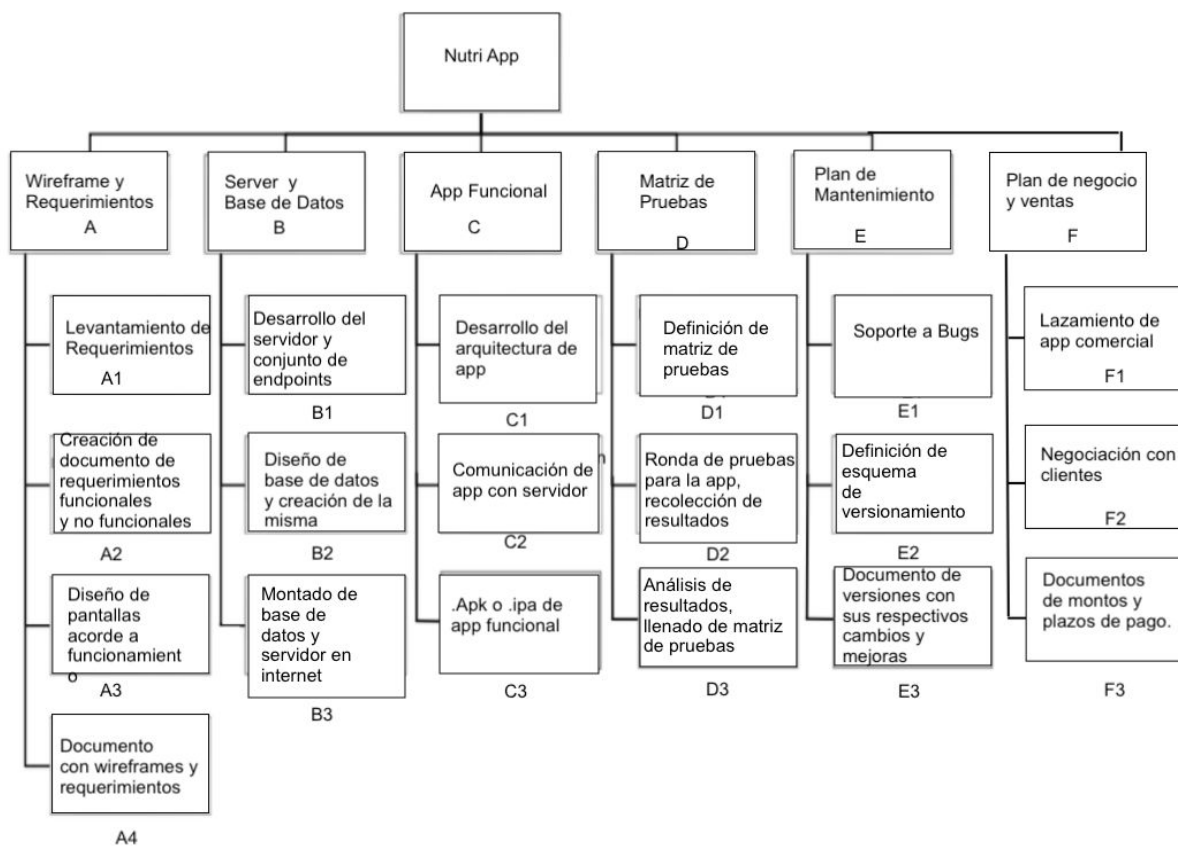 Nutri App
Wireframe y
Requerimientos
A
Server y
Base de Datos
B
App Funcional
C
Matriz de
Pruebas
D
Plan de
Mantenimiento
E
Plan de negocio
y ventas
F
Levantamiento de
Requerimientos
A1
Creación de
documento de
requerimientos
funcionales
y no funcionales
A2
Diseño de
pantallas
acorde a
funcionamient
o
A3
Documento
con wireframes y
requerimientos
A4
Desarrollo del
servidor y
conjunto de
endpoints
B1
Diseño de
base de datos
y creación de la
misma
B2
Montado de
base de
datos y
servidor en
internet
B3
Desarrollo del
arquitectura de
app
C1
Comunicación de
app con servidor
C2
.Apk o .ipa de
app funcional
C3
Definición de
matriz de
pruebas
D1
Ronda de pruebas
para la app,
recolección de
resultados
D2
Análisis de
resultados,
llenado de matriz
de pruebas
D3
Soporte a Bugs
E1
Definición de
esquema
de
versionamiento
E2
Documento de
versiones con
sus respectivos
cambios y
mejoras
E3
Lazamiento de
app comercial
F1
Negociación con
clientes
F2
Documentos
de montos y
plazos de pago.
F3